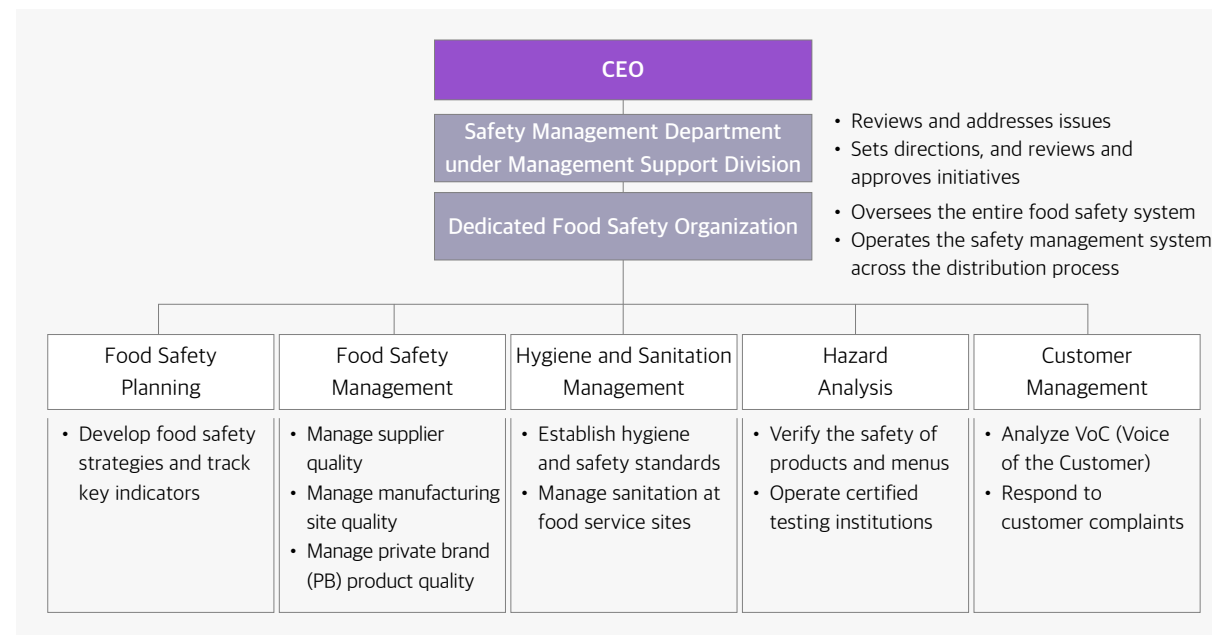 CEO
Safety Management Department
under Management Support Division
• Reviews and addresses issues
• Sets directions, and reviews and
approves initiatives
Dedicated Food Safety Organization
• Oversees the entire food safety system
• Operates the safety management system
across the distribution process
Food Safety
Planning
• Develop food safety
strategies and track
key indicators
Food Safety
Management
• Manage supplier
quality
• Manage manufacturing
site quality
• Manage private brand
(PB) product quality
Hygiene and Sanitation
Management
• Establish hygiene
and safety standards
• Manage sanitation at
food service sites
Hazard
Analysis
• Verify the safety of
products and menus
• Operate certified
testing institutions
Customer
Management
• Analyze VoC (Voice
of the Customer)
• Respond to
customer complaints